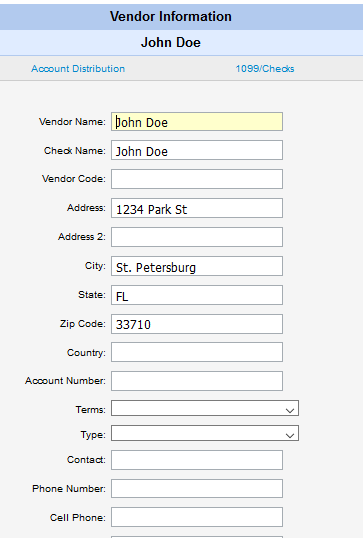 Vendor Information
John Doe
Account Distribution 1099/Checks
Vendor Name: John Doe
Check Name: John Doe
Vendor Code:
Address: 1234 Park St
Address 2:
City: St. Petersburg
State: FL
Zip Code: 33710
Country:
Account Number:
Terms:
Type:
Contact:
Phone Number:
Cell Phone: